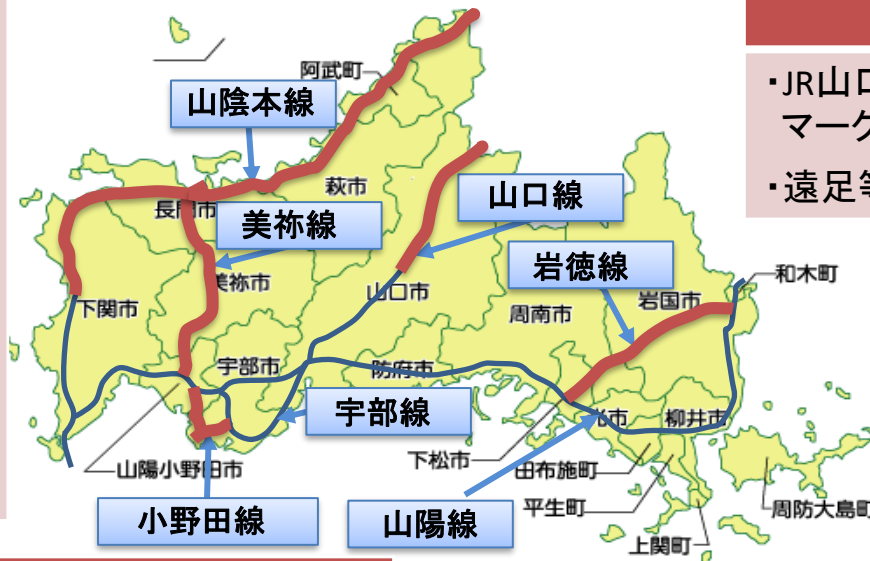 阿武町
山陰本線
・JR山口
マーク
・遠足等
萩市
山口線
長門市
美祢線
岩徳線
和木町
美祢市
山口市
岩国市
下関市
周南市
宇部市
防府市
宇部線
光市
柳井市
山陽小野田市
下松市
田布施町
小野田線
山陽線
平生町
周防大島町
上関町